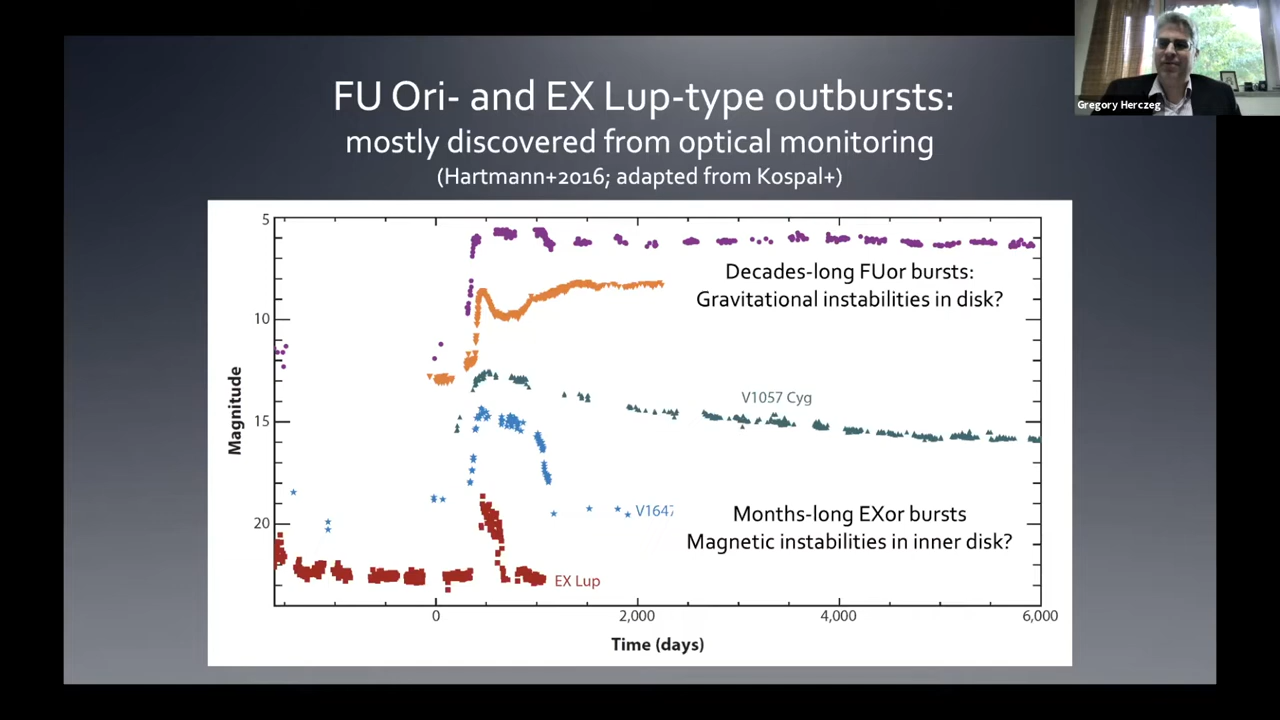 FU Ori- and EX Lup-type outbursts:
mostly discovered from optical monitoring
(Hartmann+2016; adapted from Kospal+)
Gregory Herczeg
5
10
15
20
Magnitude
Decades-long FUor bursts:
Gravitational instabilities in disk?
V1057 Cyg
V1647
Months-long EXor bursts
Magnetic instabilities in inner disk?
EX Lup
0
2,000
4,000
6,000
Time (days)